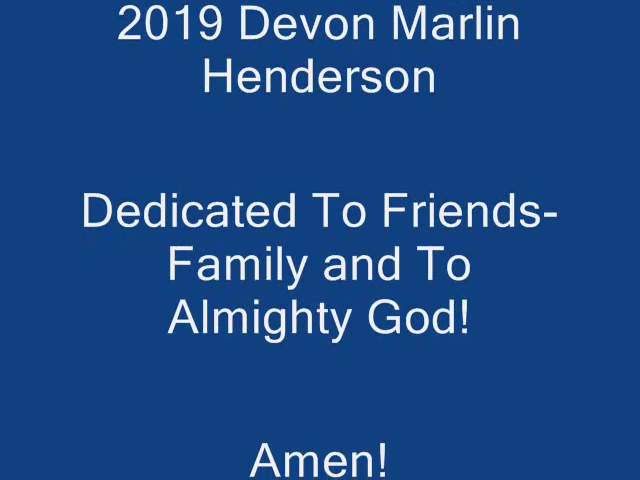 2019 Devon Marlin
Henderson
Dedicated To Friends-
Family and To
Almighty God!
Amen!